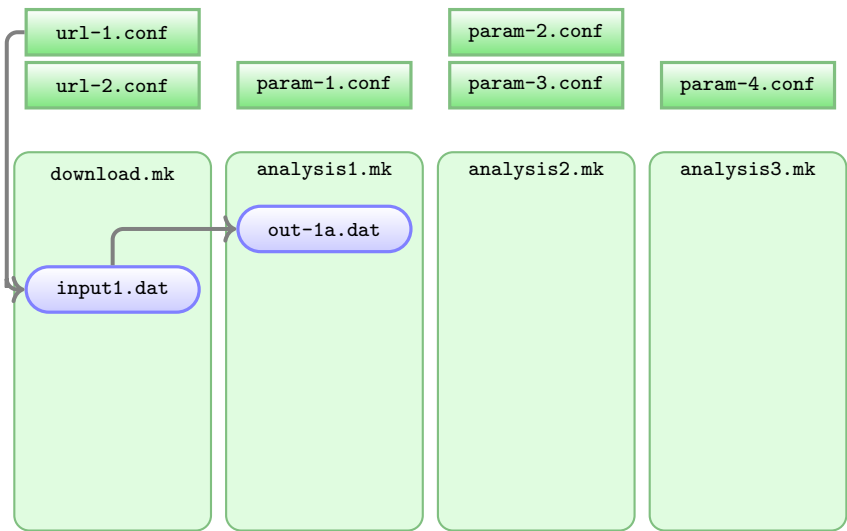 url-1.conf
param-2.conf
url-2.conf
param-1.conf
param-3.conf
param-4.conf
download.mk
analysis1.mk
analysis2.mk
analysis3.mk
out-1a.dat
input1.dat